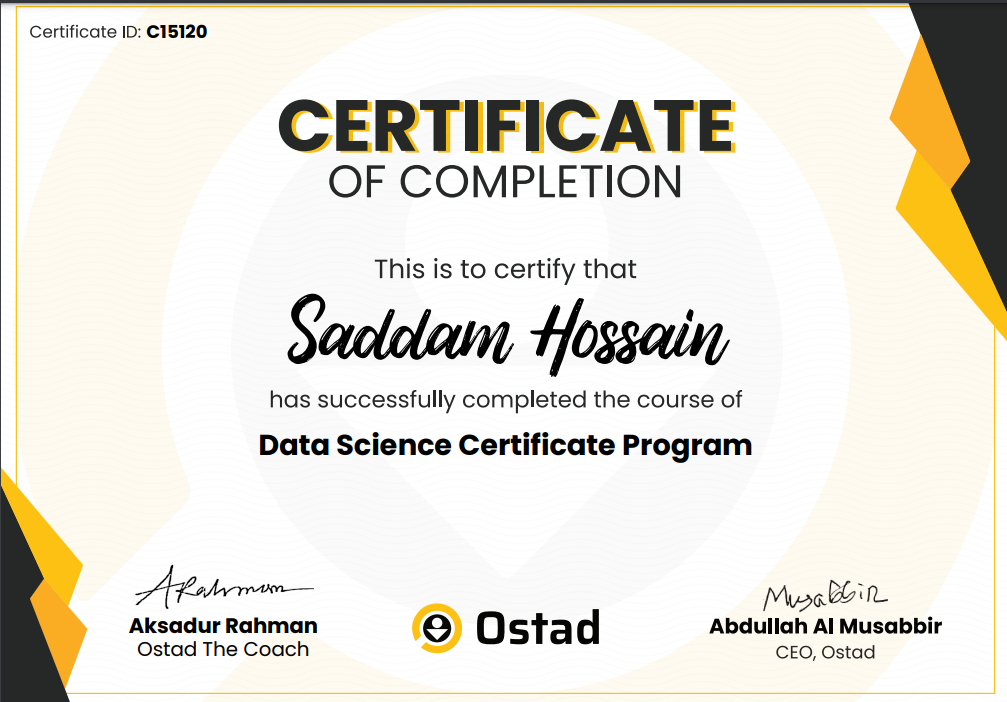 Certificate ID: C15120
CERTIFICATE
OF COMPLETION
This is to certify that
Saddam Hossain
has successfully completed the course of
Data Science Certificate Program
ARahman
Aksadur Rahman
Ostad The Coach
Ostad
Musabbir
Abdullah Al Musabbir
CEO, Ostad